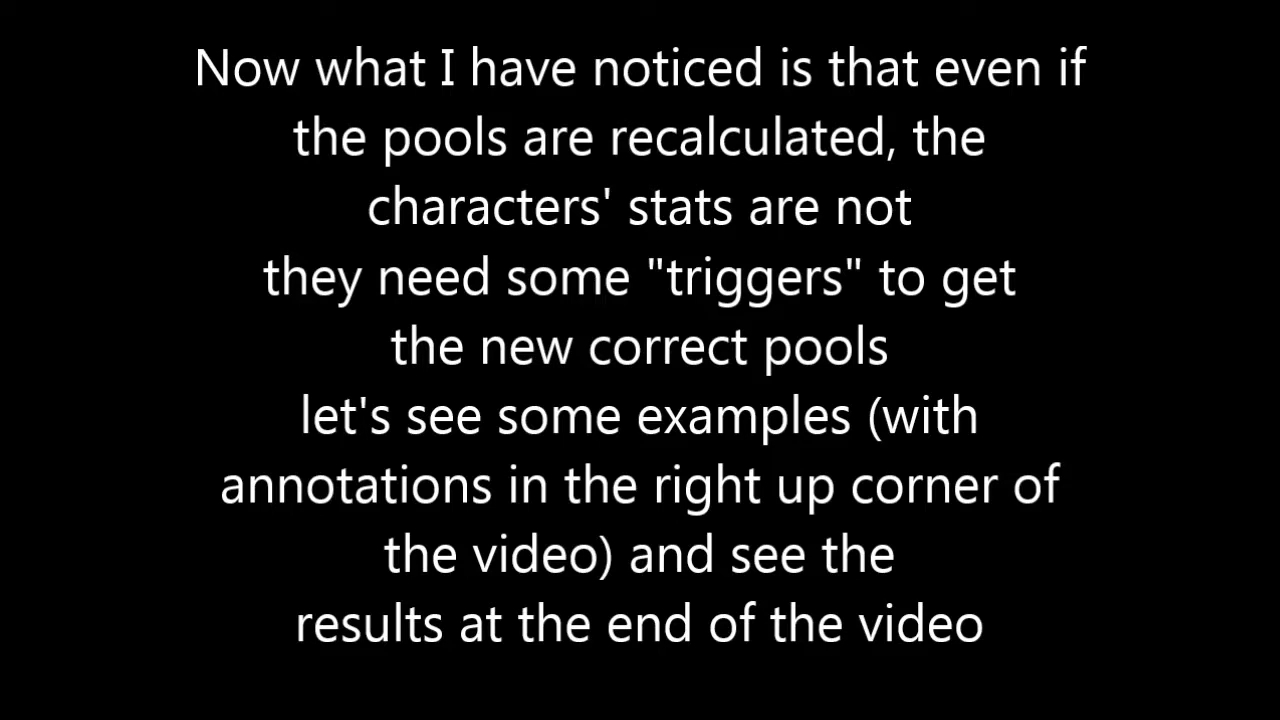 Now what I have noticed is that even if
the pools are recalculated, the
characters' stats are not
they need some "triggers" to get
the new correct pools
let's see some examples (with
annotations in the right up corner of
the video) and see the
results at the end of the video